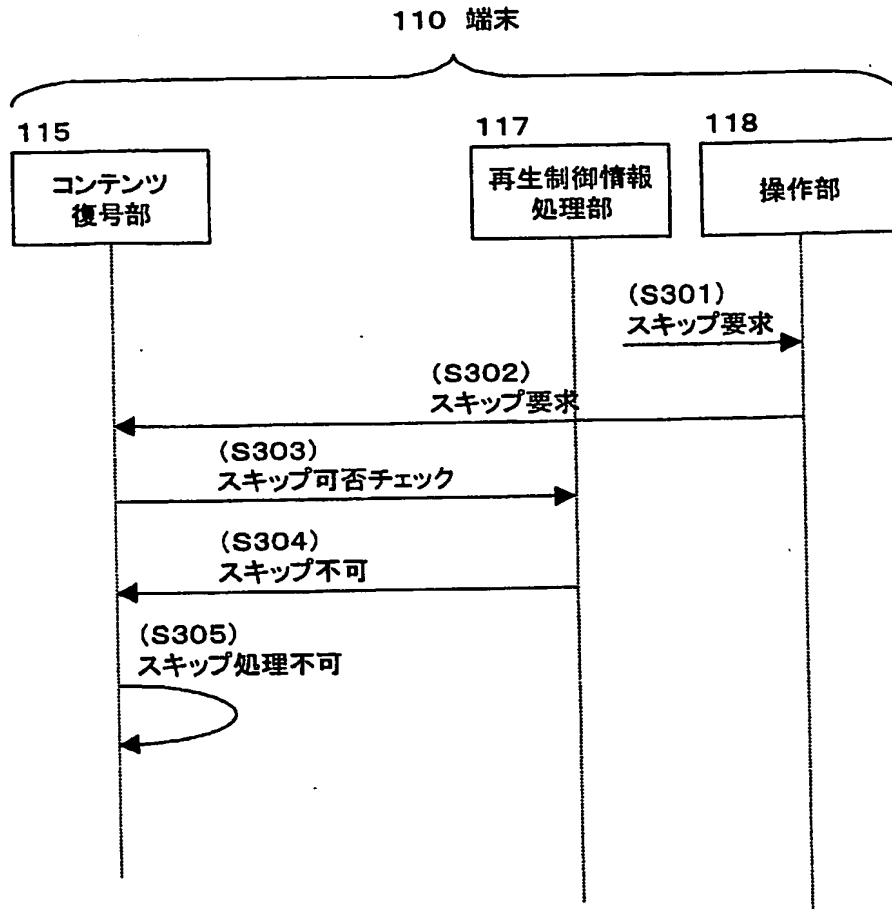 110 端末
115
コンテンツ
復号部
117
再生制御情報
処理部
118
操作部
(S301)
スキップ要求
(S302)
スキップ要求
(S303)
スキップ可否チェック
(S304)
スキップ不可
(S305)
スキップ処理不可